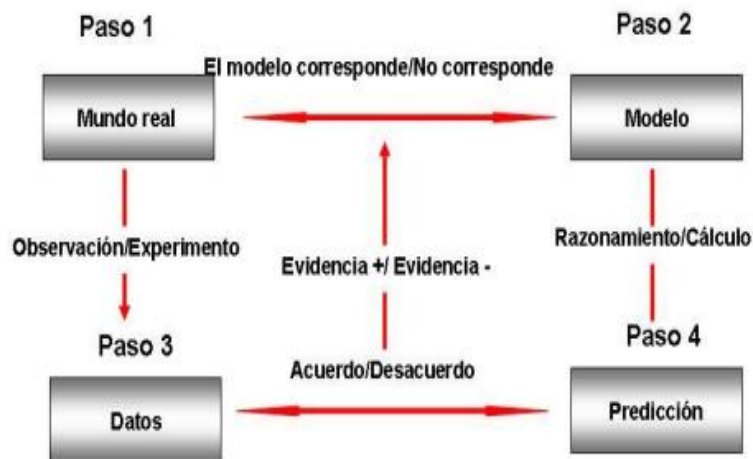 Paso 1
Paso 2
El modelo corresponde/No corresponde
Mundo real
Modelo
Observación/Experimento
Razonamiento/Cálculo
Evidencia +/ Evidencia -
Paso 3
Paso 4
Acuerdo/Desacuerdo
Datos
Predicción